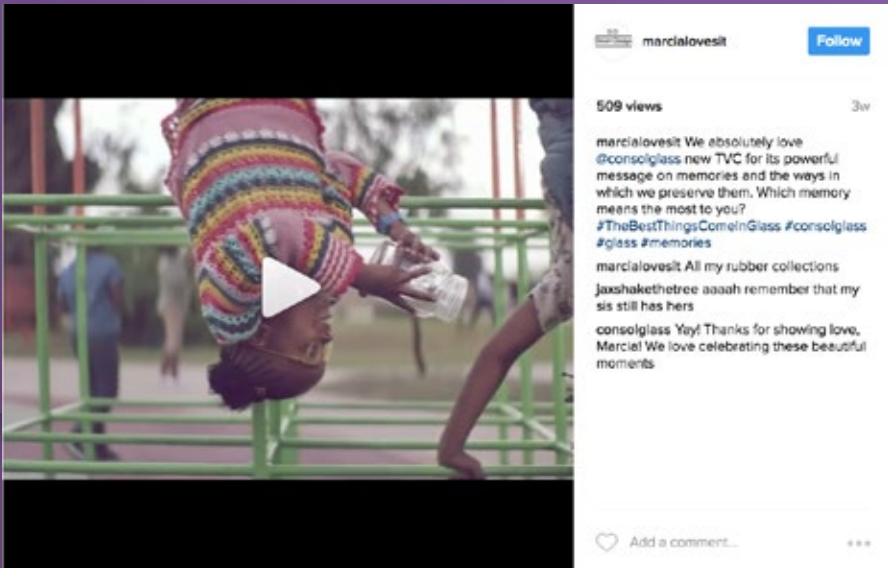 marcialovesit
Follow
509 views
3w
marcialovesit We absolutely love
@consolglass new TVC for its powerful
message on memories and the ways in
which we preserve them. Which memory
means the most to you?
#TheBestThingsComeInGlass #consolglass
#glass #memories
marcialovesit All my rubber collections
jaxshakethetree aaaah remember that my
sis still has hers
consolglass Yay! Thanks for showing love,
Marcia! We love celebrating these beautiful
moments
Add a comment...